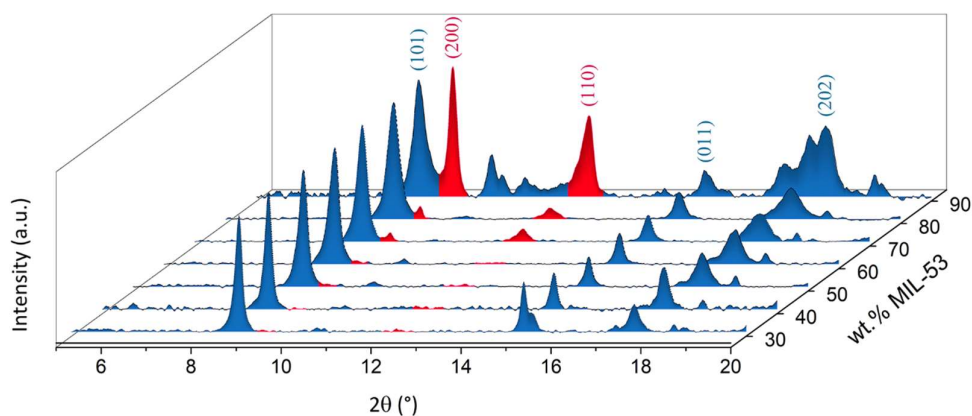 (101)
(200)
(110)
(011)
(202)
Intensity (a.u.)
6 8 10 12 14 16 18 20
2θ (°)
30 40 50 60 70 80 90
wt.% MIL-53